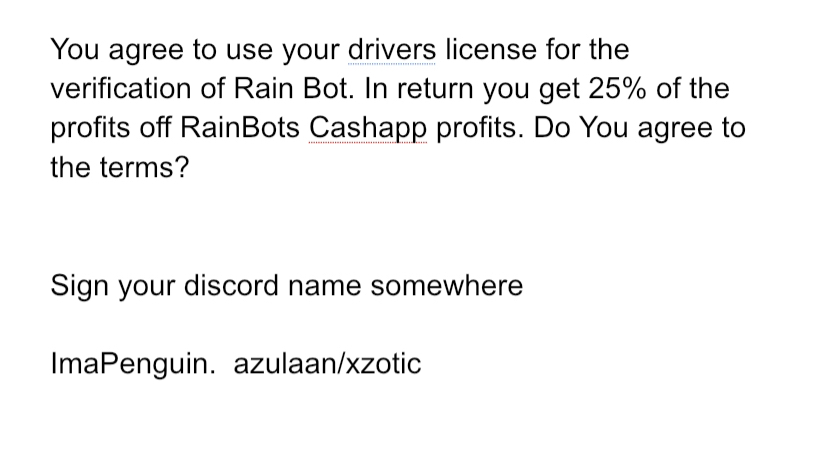 You agree to use your drivers license for the
verification of Rain Bot. In return you get 25% of the
profits off RainBots Cashapp profits. Do You agree to
the terms?
Sign your discord name somewhere
ImaPenguin.  azulaan/xzotic